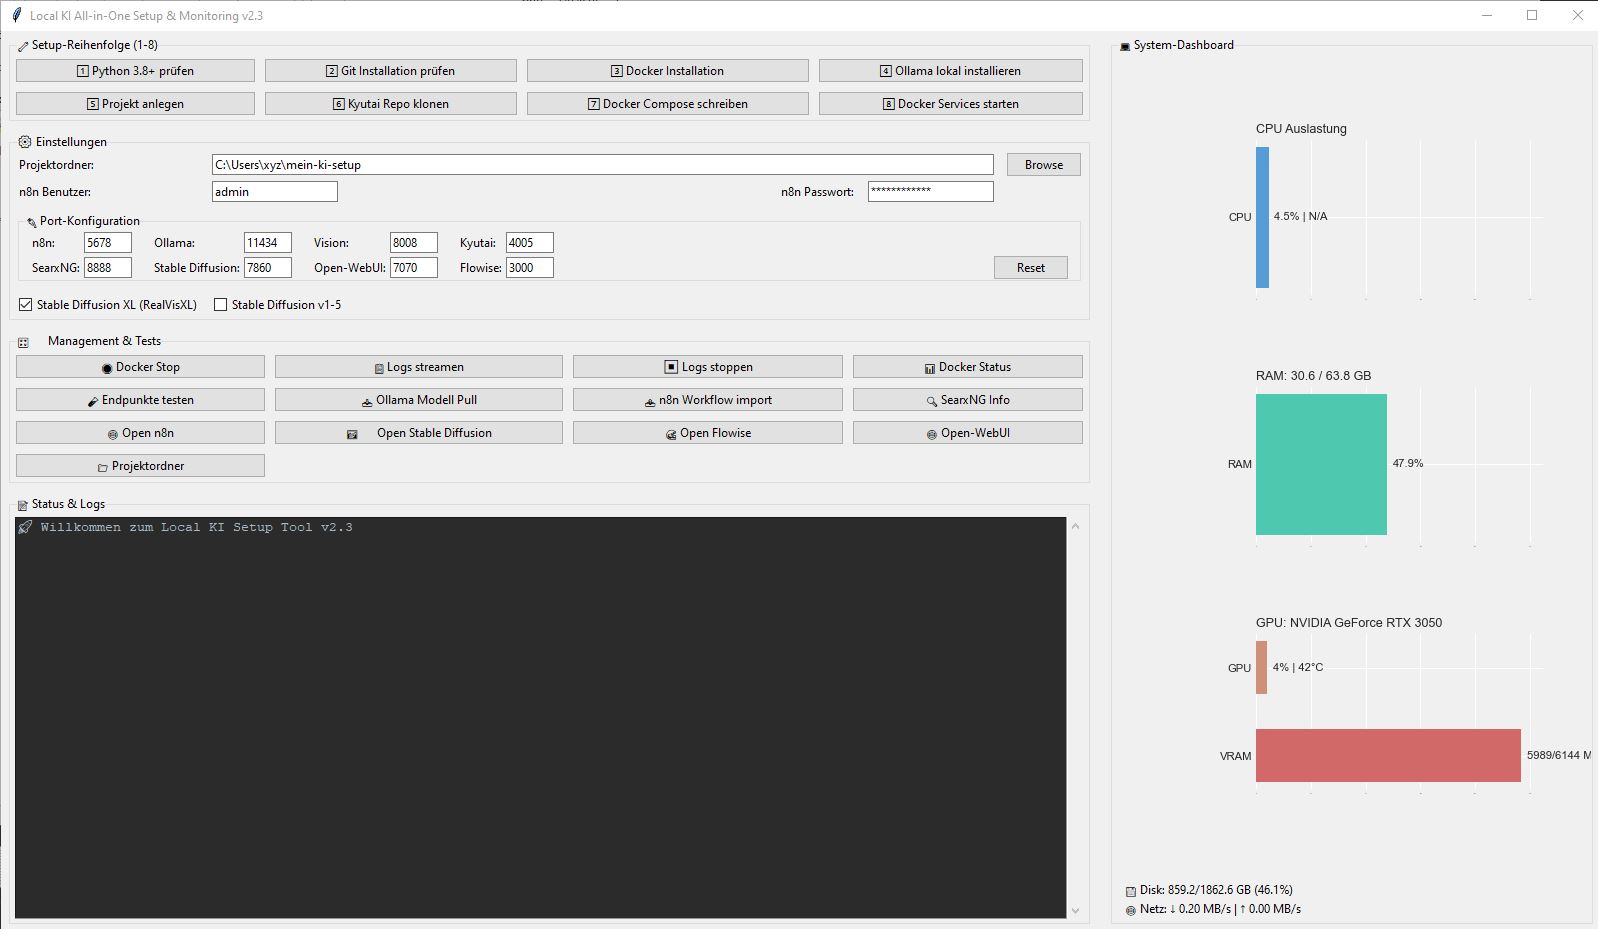 Local KI All-in-One Setup & Monitoring v2.3
Setup-Reihenfolge (1-8)
1 Python 3.8+ prüfen
2 Git Installation prüfen
3 Docker Installation
4 Ollama lokal installieren
5 Projekt anlegen
6 Kyutai Repo klonen
7 Docker Compose schreiben
8 Docker Services starten
Einstellungen
Projektordner: C:\Users\xyz\mein-ki-setup Browse
n8n Benutzer: admin n8n Passwort: ************
Port-Konfiguration
n8n: 5678 Ollama: 11434 Vision: 8008 Kyutai: 4005
SearxNG: 8888 Stable Diffusion: 7860 Open-WebUI: 7070 Flowise: 3000 Reset
Stable Diffusion XL (RealVisXL) Stable Diffusion v1-5
Management & Tests
Docker Stop
Logs streamen
Logs stoppen
Docker Status
Endpunkte testen
Ollama Modell Pull
n8n Workflow import
SearxNG Info
Open n8n
Open Stable Diffusion
Open Flowise
Open-WebUI
Projektordner
Status & Logs
Willkommen zum Local KI Setup Tool v2.3
System-Dashboard
CPU Auslastung
CPU 4.5% | N/A
RAM: 30.6 / 63.8 GB
RAM 47.9%
GPU: NVIDIA GeForce RTX 3050
GPU 4% | 42°C
VRAM 5989/6144 M
Disk: 859.2/1862.6 GB (46.1%)
Netz: ↓ 0.20 MB/s | ↑ 0.00 MB/s